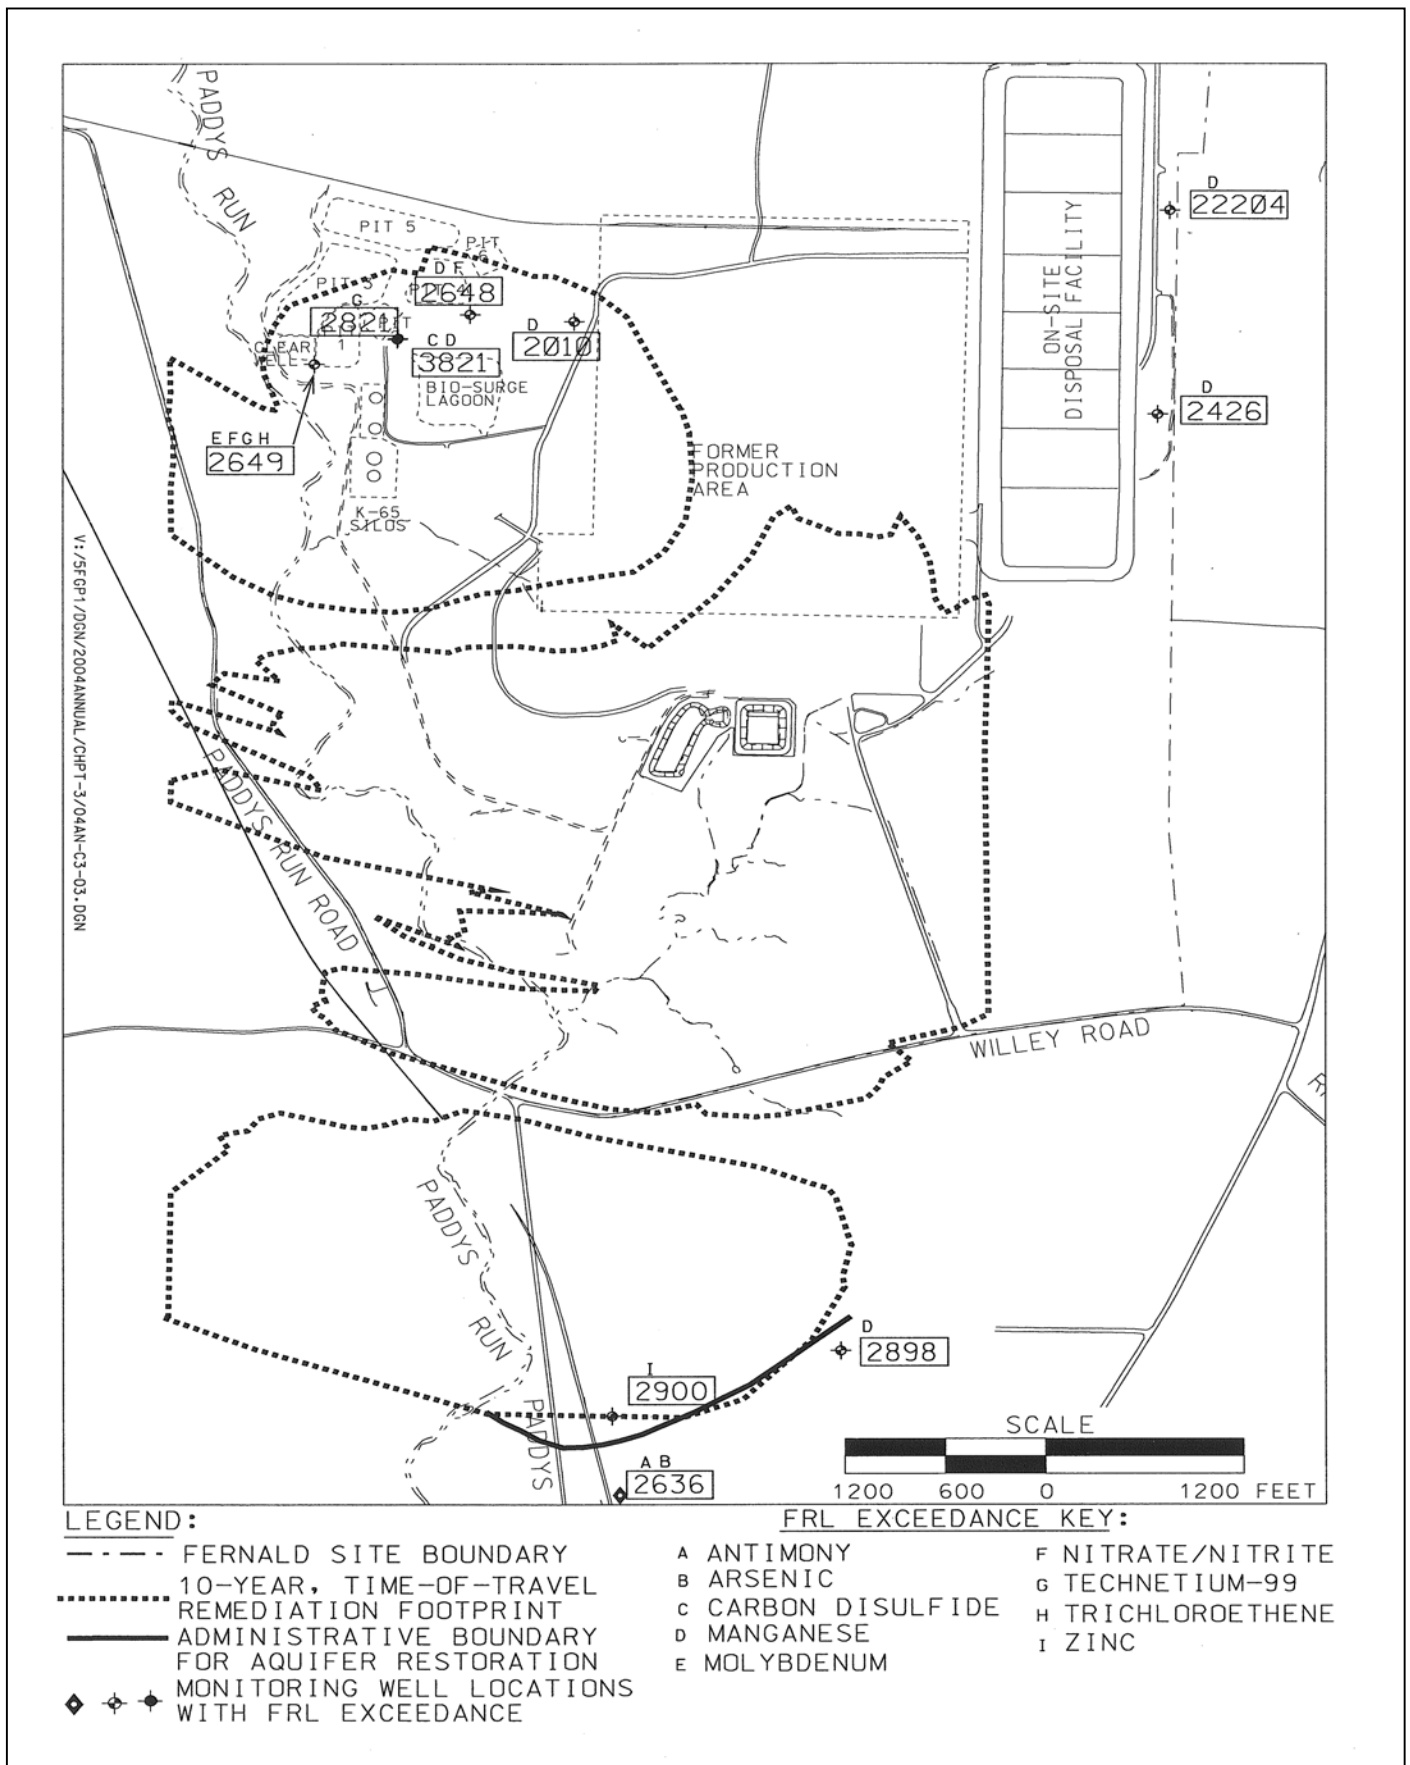 PADDYS
RUN
PIT 5
PIT
6
D
22204
D F
2648
PIT 3
G
2821
PIT
1
CLEAR
C D
3821
D
2010
BIO-SURGE
LAGOON
ON-SITE
DISPOSAL FACILITY
D
2426
E F G H
2649
FORMER
PRODUCTION
AREA
K-65
SILOS
V:/5FGP1/DGN/2004ANNUAL/CHPT-3/04AN-C3-03.DGN
PADDYS RUN ROAD
WILLEY ROAD
PADDYS
RUN
D
2898
I
2900
PADDYS
A B
2636
SCALE
1200 600 0 1200 FEET
LEGEND:
FERNALD SITE BOUNDARY
10-YEAR, TIME-OF-TRAVEL
REMEDIATION FOOTPRINT
ADMINISTRATIVE BOUNDARY
FOR AQUIFER RESTORATION
MONITORING WELL LOCATIONS
WITH FRL EXCEEDANCE
FRL EXCEEDANCE KEY:
A ANTIMONY
B ARSENIC
C CARBON DISULFIDE
D MANGANESE
E MOLYBDENUM
F NITRATE/NITRITE
G TECHNETIUM-99
H TRICHLOROETHENE
I ZINC